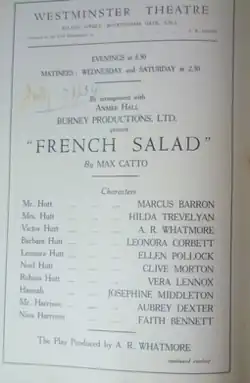 WESTMINSTER THEATRE
EVENINGS at 8.30
MATINEES: WEDNESDAY and SATURDAY at 2.30
By arrangement with
ANMER HALL
BURNEY PRODUCTIONS, LTD.
present
"FRENCH SALAD"
By MAX CATTO
Characters
Mr. Hutt ... MARCUS BARRON
Mrs. Hutt ... HILDA TREVELYAN
Victor Hutt ... A. R. WHATMORE
Barbara Hutt ... LEONORA CORBETT
Leonora Hutt ... ELLEN POLLOCK
Noel Hutt ... CLIVE MORTON
Hutt ... VERA LENNOX
Hannah ... JOSEPHINE MIDDLETON
Mr. Harrison ... AUBREY DEXTER
Nina Harrison ... FAITH BENNETT
The Play Produced by A. R. WHATMORE
continued overleaf